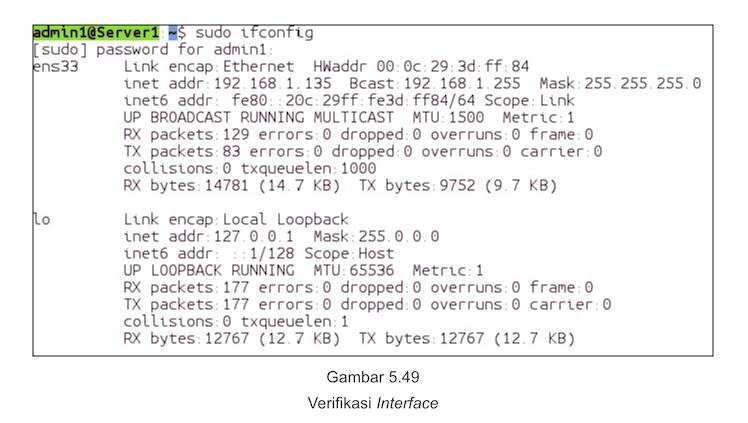 admin1@Server1:~$ sudo ifconfig
[sudo] password for admin1:
ens33 Link encap:Ethernet HWaddr 00:0c:29:3d:ff:84
inet addr:192.168.1.135 Bcast:192.168.1.255 Mask:255.255.255.0
inet6 addr: fe80::20c:29ff:fe3d:ff84/64 Scope:Link
UP BROADCAST RUNNING MULTICAST MTU:1500 Metric:1
RX packets:129 errors:0 dropped:0 overruns:0 frame:0
TX packets:83 errors:0 dropped:0 overruns:0 carrier:0
collisions:0 txqueuelen:1000
RX bytes:14781 (14.7 KB) TX bytes:9752 (9.7 KB)
lo Link encap:Local Loopback
inet addr:127.0.0.1 Mask:255.0.0.0
inet6 addr: ::1/128 Scope:Host
UP LOOPBACK RUNNING MTU:65536 Metric:1
RX packets:177 errors:0 dropped:0 overruns:0 frame:0
TX packets:177 errors:0 dropped:0 overruns:0 carrier:0
collisions:0 txqueuelen:1
RX bytes:12767 (12.7 KB) TX bytes:12767 (12.7 KB)
Gambar 5.49
Verifikasi Interface